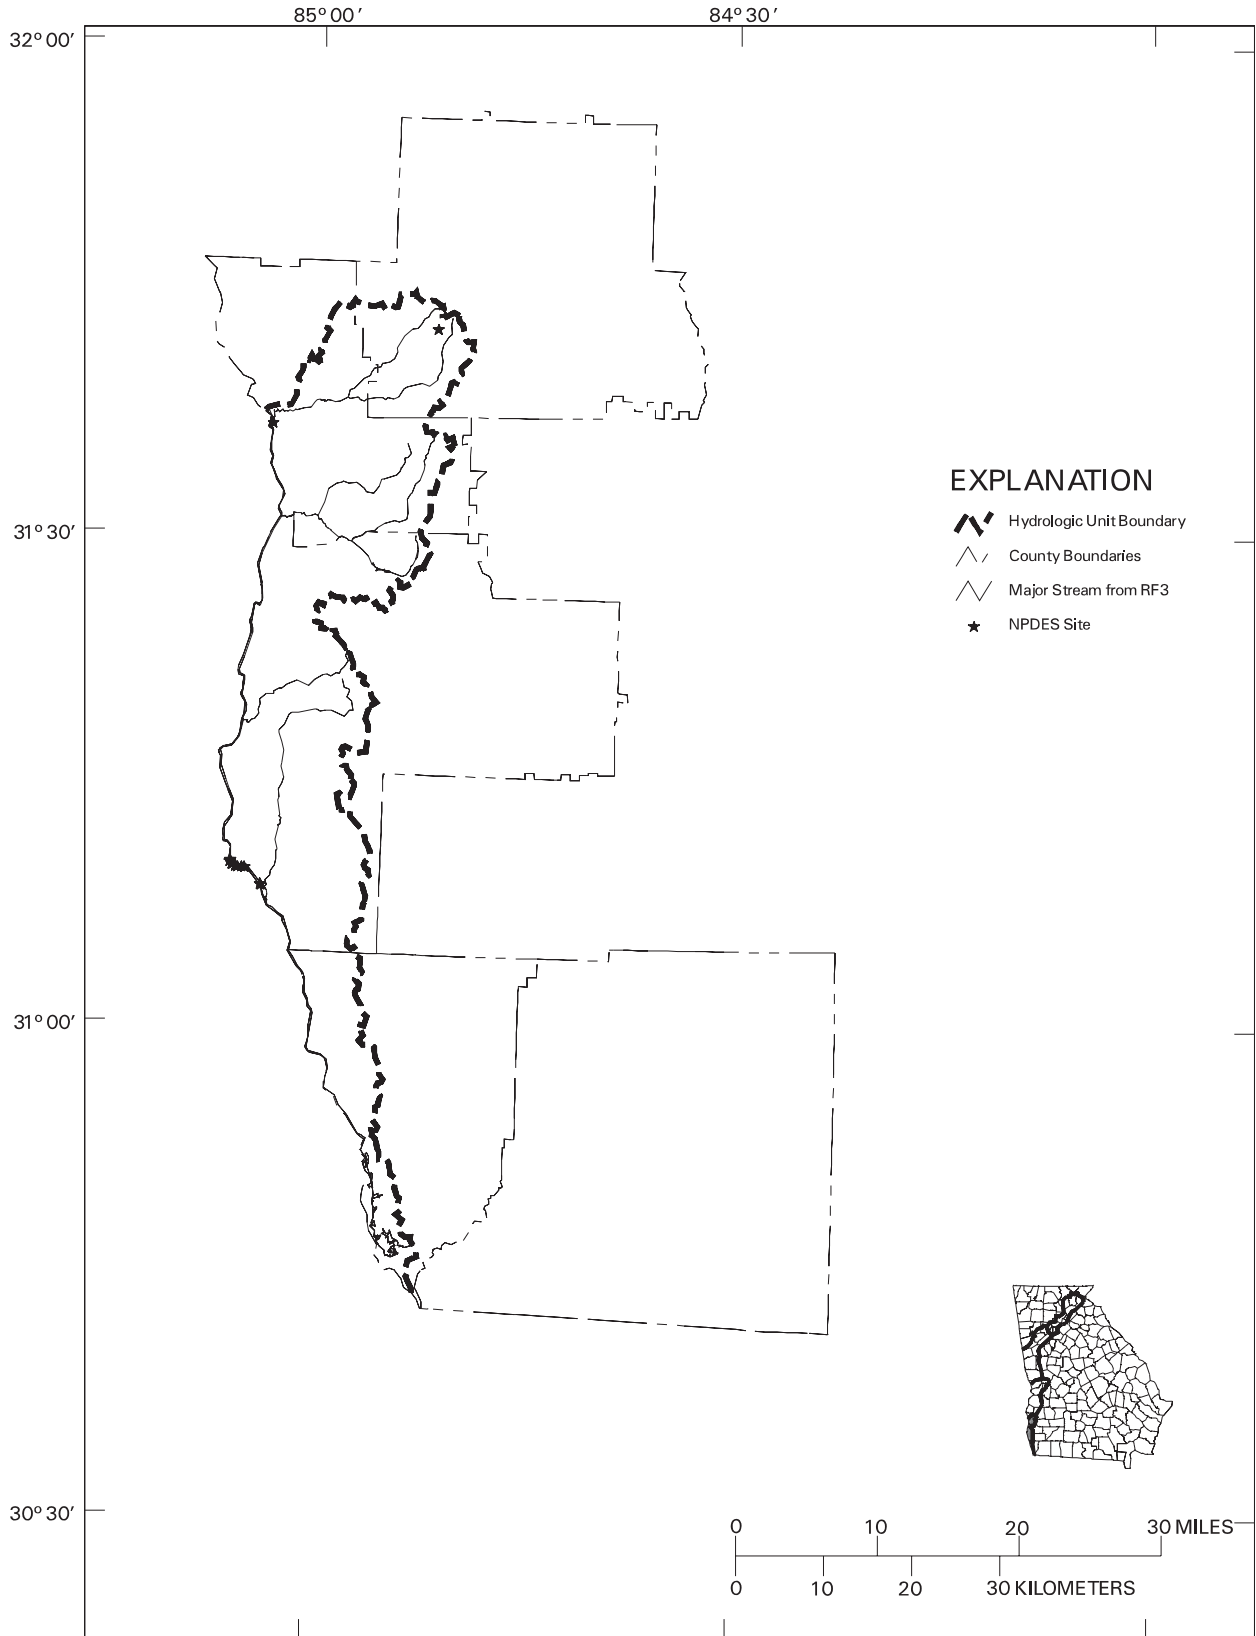 85° 00 ′
84° 30 ′
32° 00′
EXPLANATION
Hydrologic Unit Boundary
31° 30′
County Boundaries
Major Stream from RF3
NPDES Site
31° 00′
30° 30′
0 10 20 30 MILES
0 10 20 30 KILOMETERS